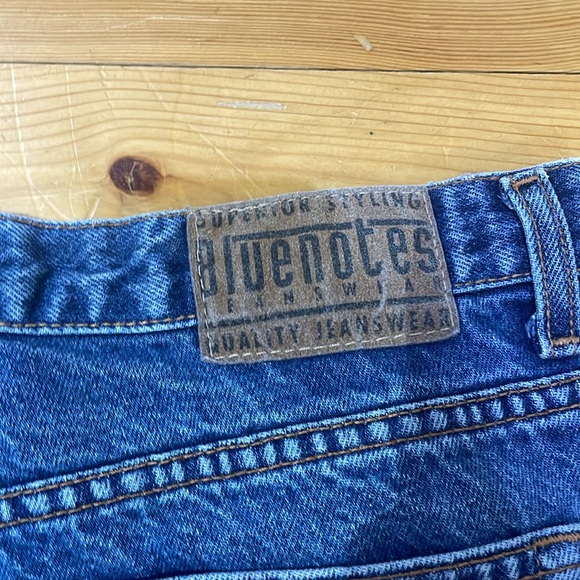 SUPERIOR STYLING
Bluenotes
JEANSWEAR
QUALITY JEANSWEAR